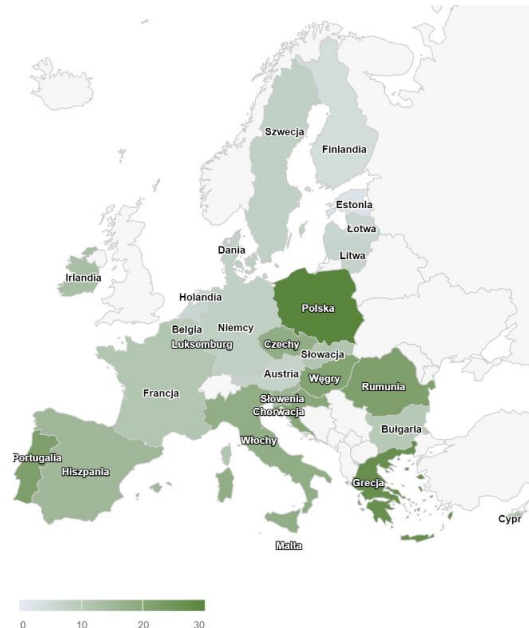 Szwecja
Finlandia
Estonia
Łotwa
Dania
Litwa
Irlandia
Holandia
Polska
Belgia
Niemcy
Luksomburg
Czechy
Słowacja
Austria
Węgry
Rumunia
Francja
Słowenia
Chorwacja
Bułgaria
Włochy
Portugalia
Hiszpania
Grecja
Cypr
Malta
0 10 20 30